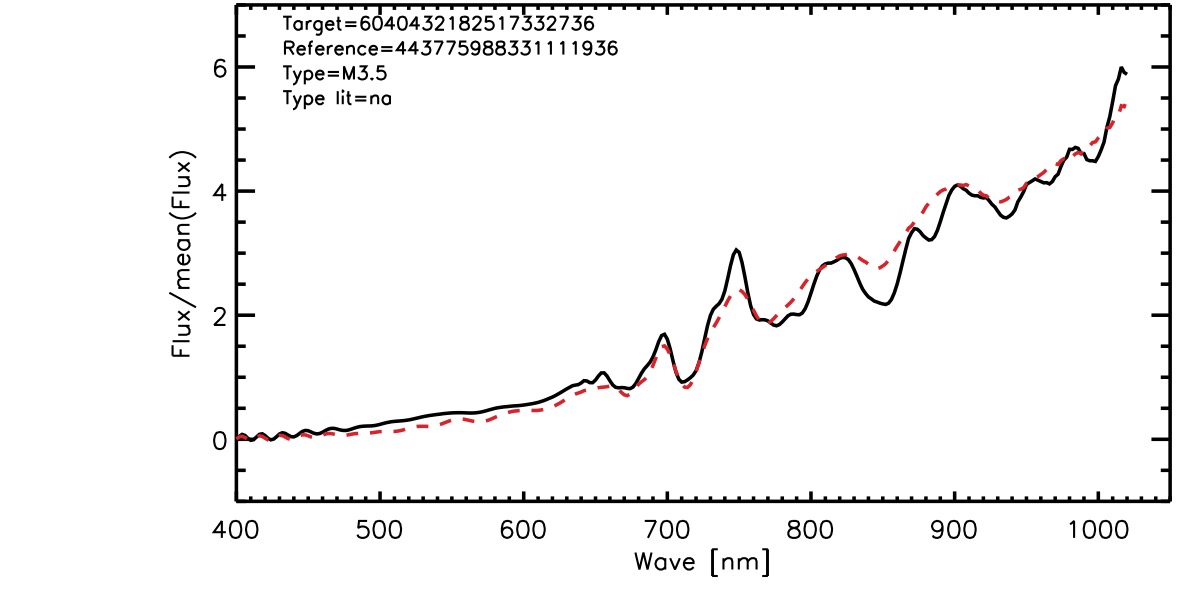 Target=6040432182517332736
Reference=443775988331111936
Type=M3.5
Type lit=na
6
4
2
0
Flux/mean(Flux)
400 500 600 700 800 900 1000
Wave [nm]